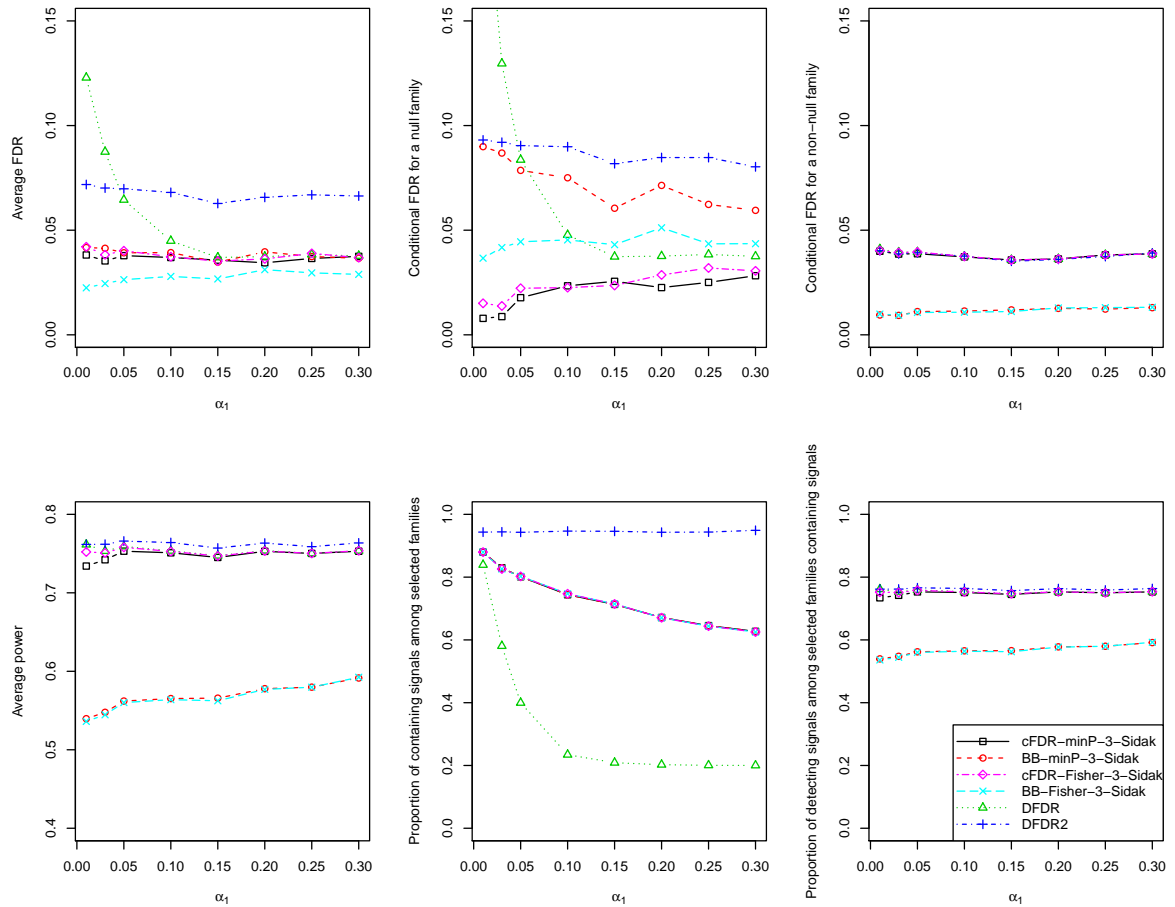 Average FDR
0.00 0.05 0.10 0.15
0.00 0.05 0.10 0.15 0.20 0.25 0.30
α1
Conditional FDR for a null family
0.00 0.05 0.10 0.15
0.00 0.05 0.10 0.15 0.20 0.25 0.30
α1
Conditional FDR for a non−null family
0.00 0.05 0.10 0.15
0.00 0.05 0.10 0.15 0.20 0.25 0.30
α1
Average power
0.4 0.5 0.6 0.7 0.8
0.00 0.05 0.10 0.15 0.20 0.25 0.30
α1
Proportion of containing signals among selected families
0.0 0.2 0.4 0.6 0.8 1.0
0.00 0.05 0.10 0.15 0.20 0.25 0.30
α1
Proportion of detecting signals among selected families containing signals
0.0 0.2 0.4 0.6 0.8 1.0
0.00 0.05 0.10 0.15 0.20 0.25 0.30
α1
cFDR−minP−3−Sidak
BB−minP−3−Sidak
cFDR−Fisher−3−Sidak
BB−Fisher−3−Sidak
DFDR
DFDR2